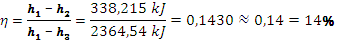 η = (h₁ − h₂)/(h₁ − h₃) = (338,215 kJ)/(2364,54 kJ) = 0,1430 ≈ 0,14 = 14%